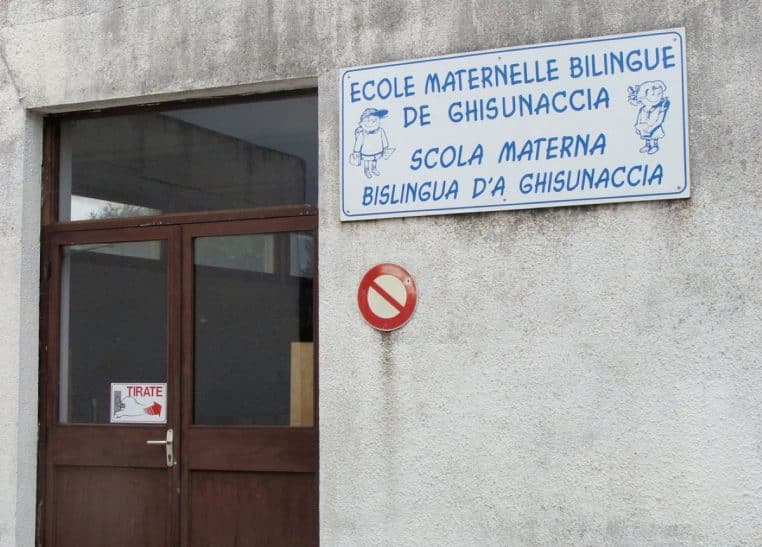 ECOLE MATERNELLE BILINGUE
DE GHISUNACCIA
SCOLA MATERNA
BISLINGUA D'A GHISUNACCIA
TIRATE